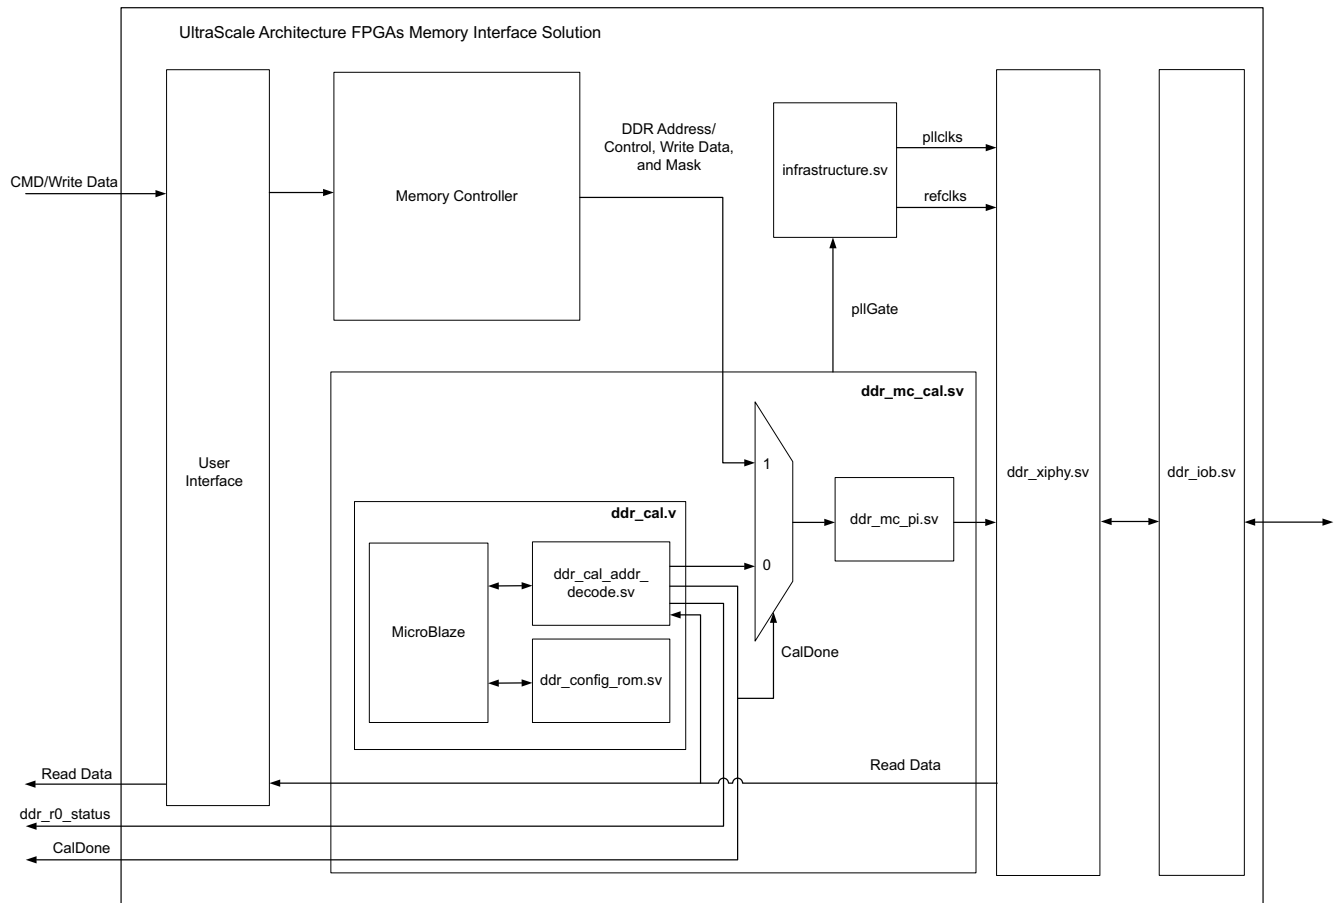 UltraScale Architecture FPGAs Memory Interface Solution
DDR Address/
Control, Write Data,
and Mask
pllclks
infrastructure.sv
CMD/Write Data
Memory Controller
refclks
pllGate
ddr_mc_cal.sv
User
Interface
1
ddr_xiphy.sv
ddr_iob.sv
ddr_cal.v
ddr_mc_pi.sv
ddr_cal_addr_
decode.sv
0
MicroBlaze
CalDone
ddr_config_rom.sv
Read Data
Read Data
ddr_r0_status
CalDone